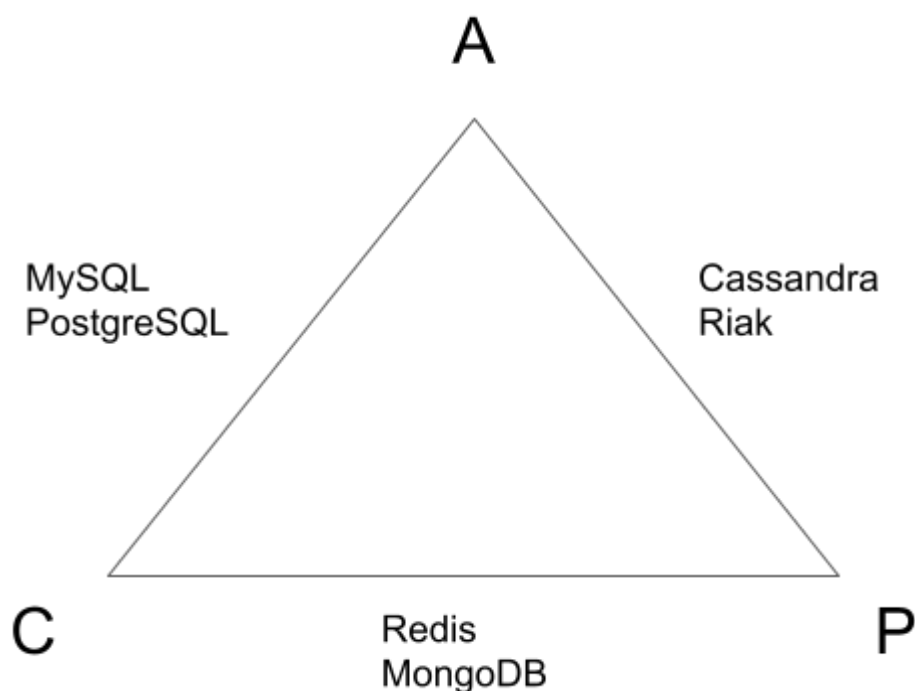 A
MySQL
PostgreSQL
Cassandra
Riak
C
Redis
MongoDB
P